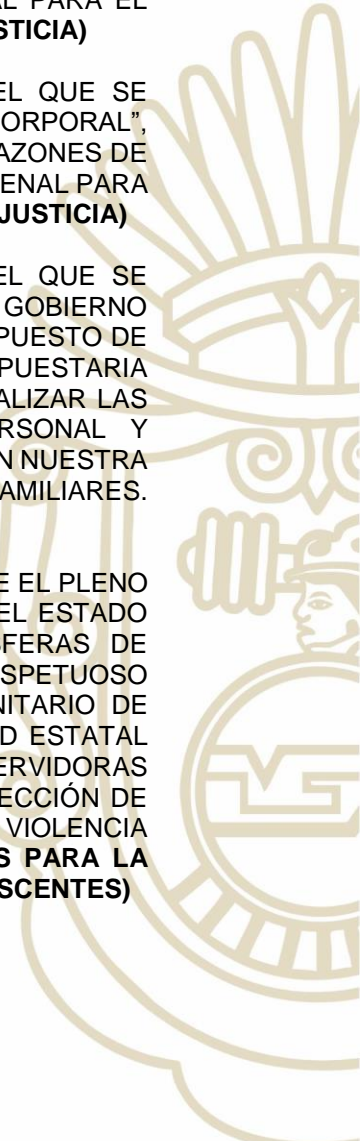 AL PARA EL
STICIA)
EL QUE SE
ORPORAL”,
AZONES DE
ENAL PARA
JUSTICIA)
EL QUE SE
GOBIERNO
PUESTO DE
PUESTARIA
ALIZAR LAS
RSONAL Y
N NUESTRA
AMILIARES.
E EL PLENO
EL ESTADO
SFERAS DE
SPETUOSO
NITARIO DE
D ESTATAL
ERVIDORAS
ECCIÓN DE
VIOLENCIA
S PARA LA
SCENTES)